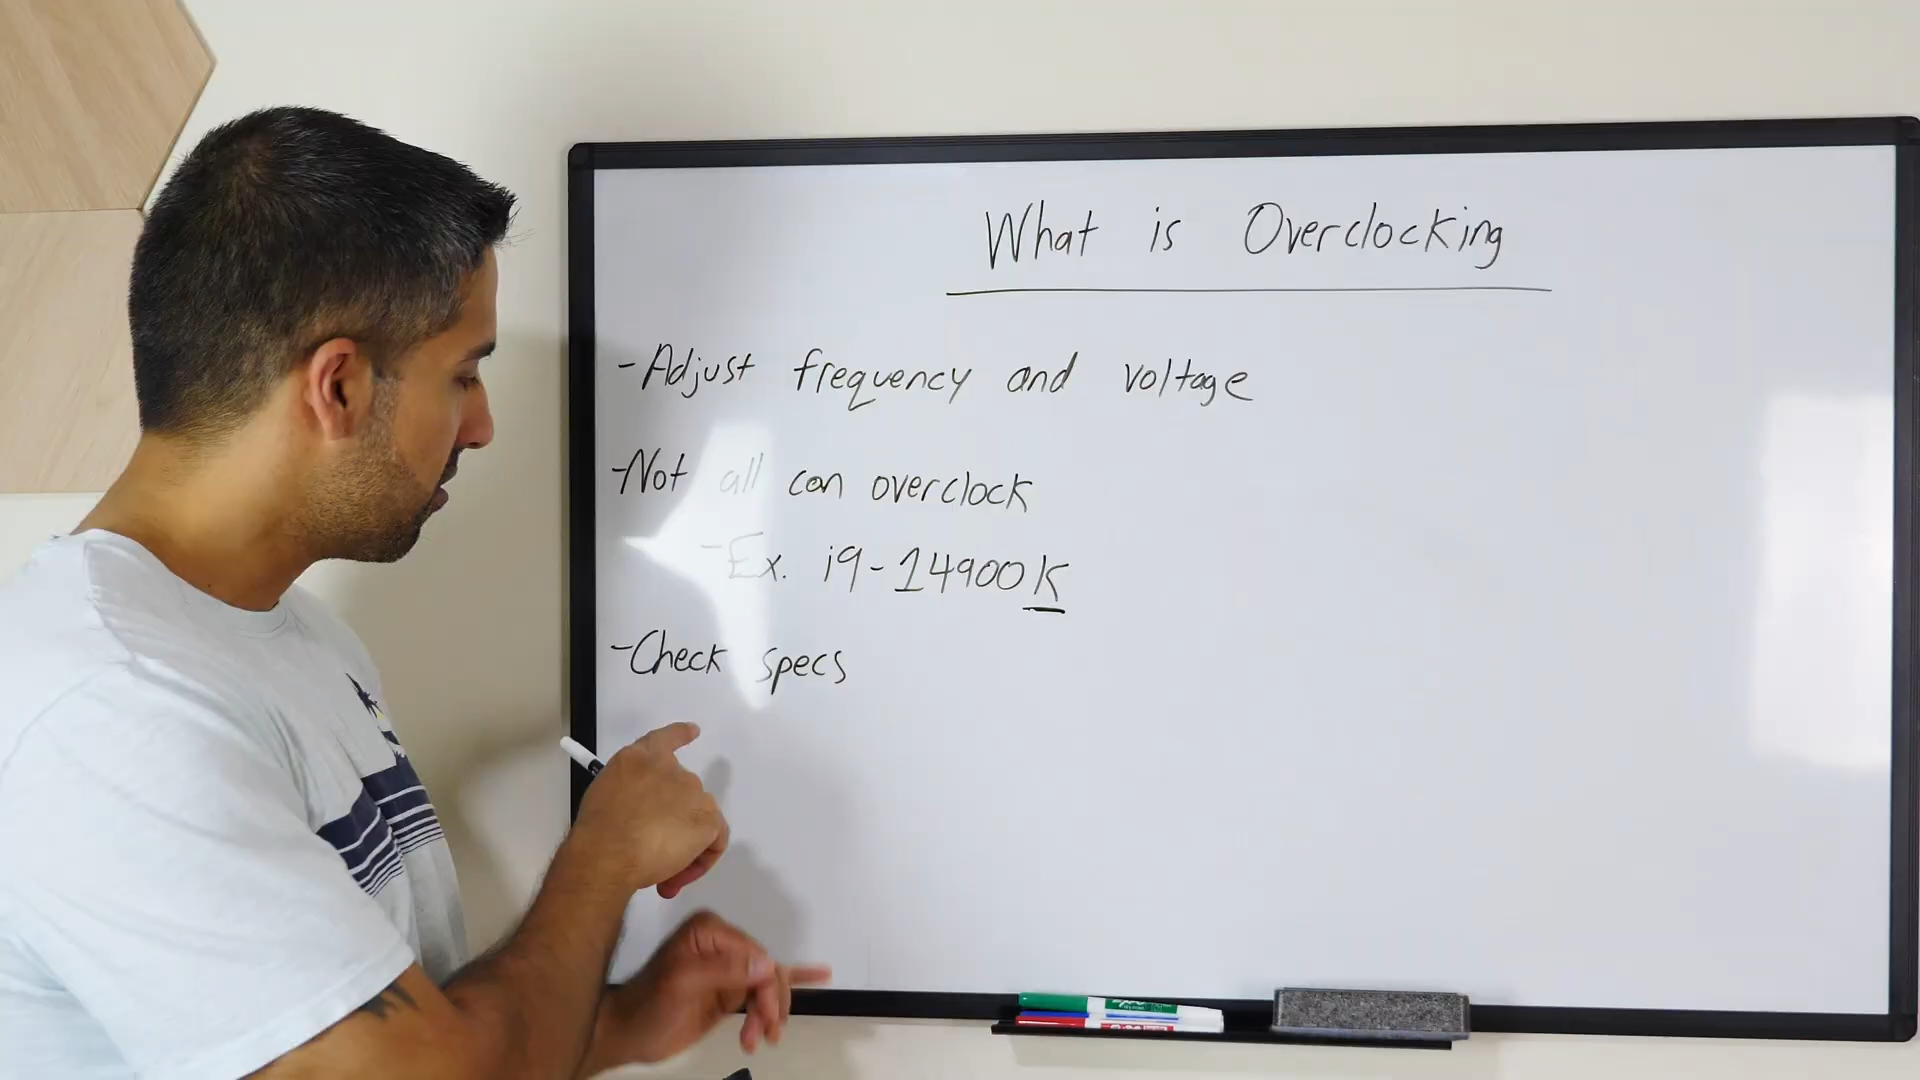 What is Overclocking
-Adjust frequency and voltage
-Not all can overclock
-Ex. i9-14900K
-Check specs